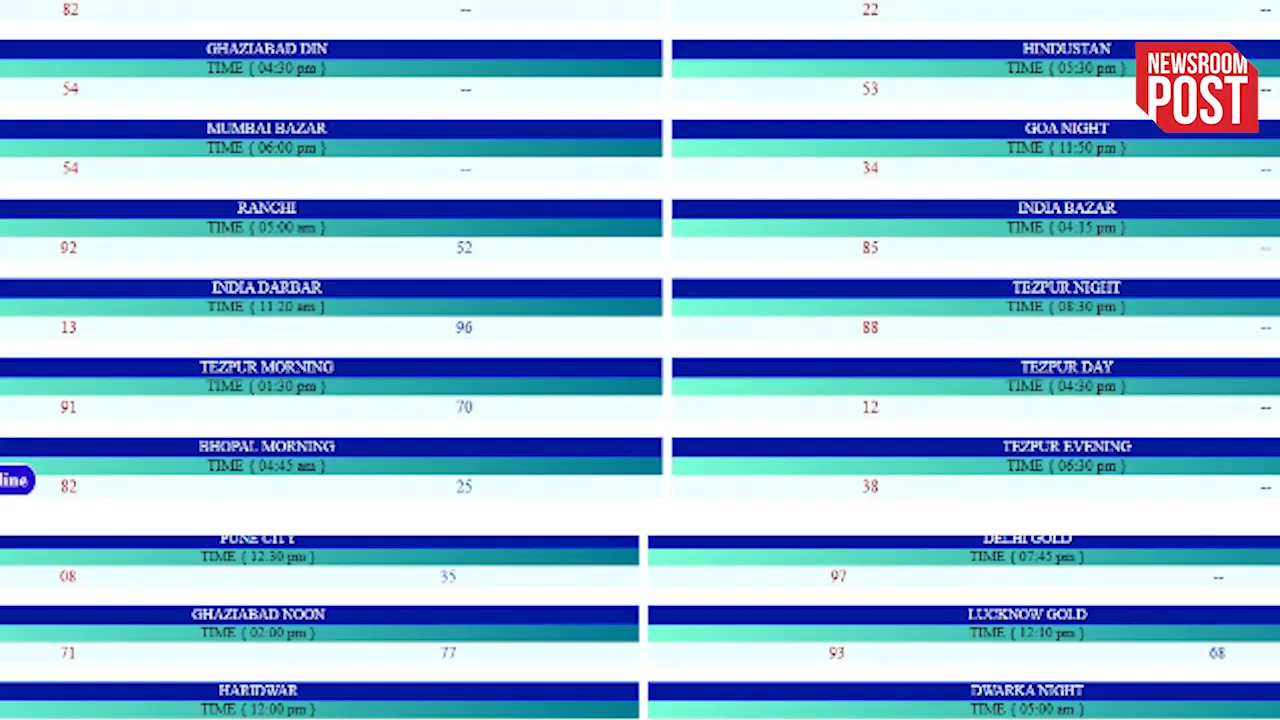 82 -- 22 --
GHAZIABAD DIN HINDUSTAN
TIME { 04:30 pm } TIME { 05:30 pm }
54 -- 53 --
NEWSROOM
POST
MUMBAI BAZAR GOA NIGHT
TIME { 06:00 pm } TIME { 11:50 pm }
54 -- 34 --
RANCHI INDIA BAZAR
TIME { 05:00 am } TIME { 04:15 pm }
92 52 85 --
INDIA DARBAR TEZPUR NIGHT
TIME { 11:20 am } TIME { 08:30 pm }
13 96 88 --
TEZPUR MORNING TEZPUR DAY
TIME { 01:30 pm } TIME { 04:30 pm }
91 70 12 --
BHOPAL MORNING TEZPUR EVENING
TIME { 04:45 am } TIME { 06:30 pm }
line 82 25 38 --
PUNE CITY DELHI GOLD
TIME { 12:30 pm } TIME { 07:45 pm }
08 35 97 --
GHAZIABAD NOON LUCKNOW GOLD
TIME { 02:00 pm } TIME { 12:10 pm }
71 77 93 68
HARIDWAR DWARKA NIGHT
TIME { 12:00 pm } TIME { 05:00 am }